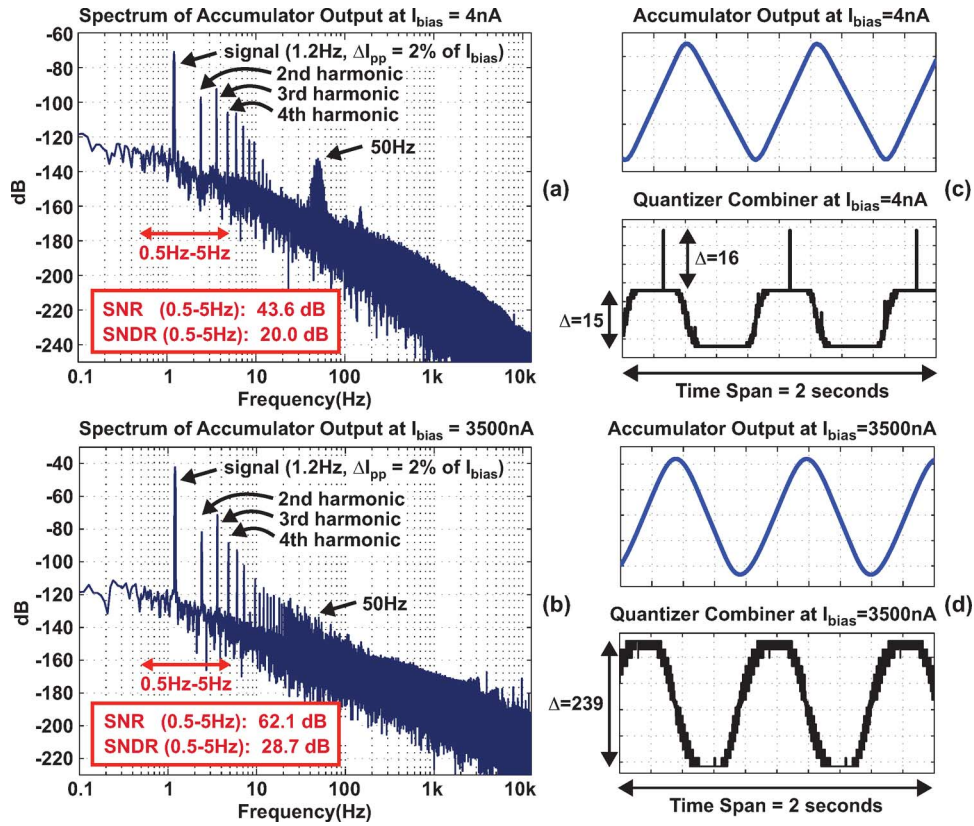 Spectrum of Accumulator Output at Ibias = 4nA
-60
-80
-100
-120
-140
-160
-180
-200
-220
-240
dB
signal (1.2Hz, ΔIpp = 2% of Ibias)
2nd harmonic
3rd harmonic
4th harmonic
50Hz
0.5Hz-5Hz
SNR (0.5-5Hz): 43.6 dB
SNDR (0.5-5Hz): 20.0 dB
0.1 1 10 100 1k 10k
Frequency(Hz)
(a)
Accumulator Output at Ibias=4nA
(c)
Quantizer Combiner at Ibias=4nA
Δ=16
Δ=15
Time Span = 2 seconds
Spectrum of Accumulator Output at Ibias = 3500nA
-40
-60
-80
-100
-120
-140
-160
-180
-200
-220
dB
signal (1.2Hz, ΔIpp = 2% of Ibias)
2nd harmonic
3rd harmonic
4th harmonic
50Hz
0.5Hz-5Hz
SNR (0.5-5Hz): 62.1 dB
SNDR (0.5-5Hz): 28.7 dB
0.1 1 10 100 1k 10k
Frequency(Hz)
(b)
Accumulator Output at Ibias=3500nA
(d)
Quantizer Combiner at Ibias=3500nA
Δ=239
Time Span = 2 seconds